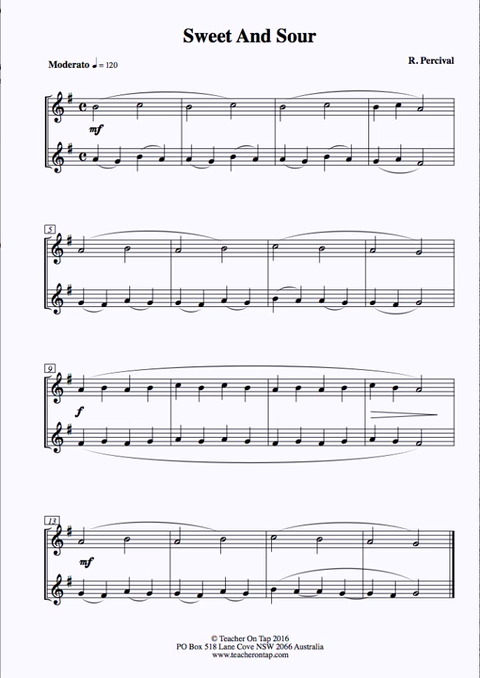 Sweet And Sour
Moderato ♩ = 120
R. Percival
mf
5
9
f
13
mf
© Teacher On Tap 2016
PO Box 518 Lane Cove NSW 2066 Australia
www.teacherontap.com